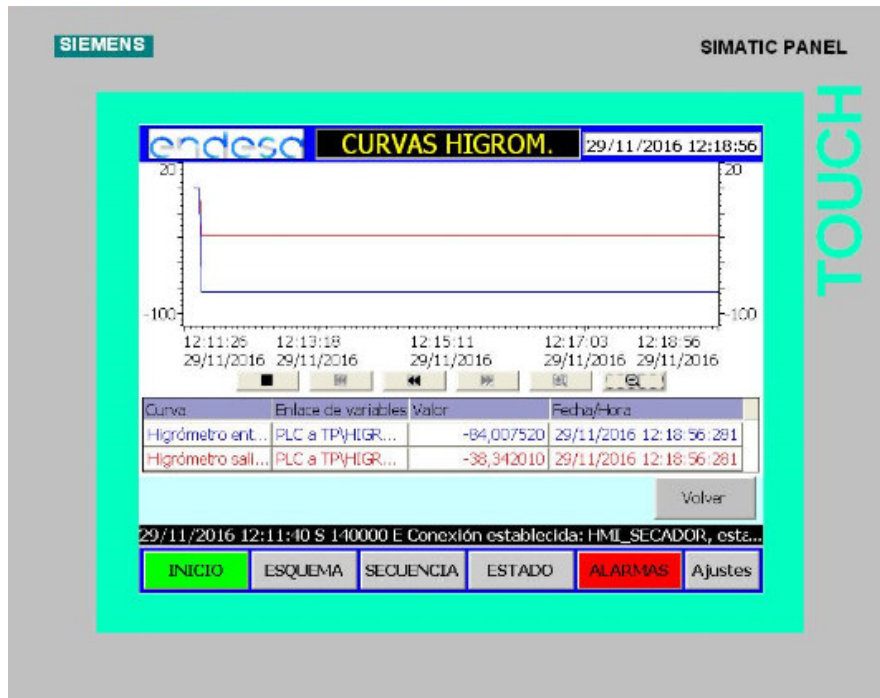 SIEMENS
SIMATIC PANEL
TOUCH
endesa
CURVAS HIGROM.
29/11/2016 12:18:56
20
20
-100
-100
12:11:26 12:13:18 12:15:11 12:17:03 12:18:56
29/11/2016 29/11/2016 29/11/2016 29/11/2016 29/11/2016
Curva Enlace de variables Valor Fecha/Hora
Higrómetro ent... PLC a TP\HIGR... -84,007520 29/11/2016 12:18:56:281
Higrómetro sali... PLC a TP\HIGR... -38,342010 29/11/2016 12:18:56:281
Volver
29/11/2016 12:11:40 S 140000 E Conexión establecida: HMI_SECADOR, esta...
INICIO ESQUEMA SECUENCIA ESTADO ALARMAS Ajustes